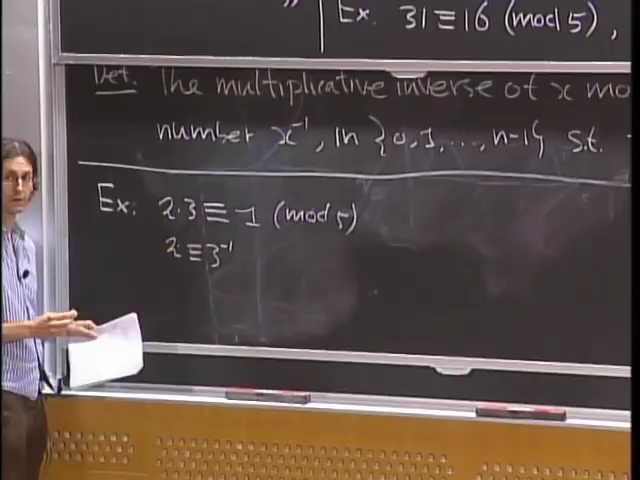 Ex. 31 ≡ 16 (mod 5),
Def. The multiplicative inverse of x mo
number x⁻¹, in {0,1,...,n-1} s.t.
Ex: 2·3 ≡ 1 (mod 5)
2 ≡ 3⁻¹